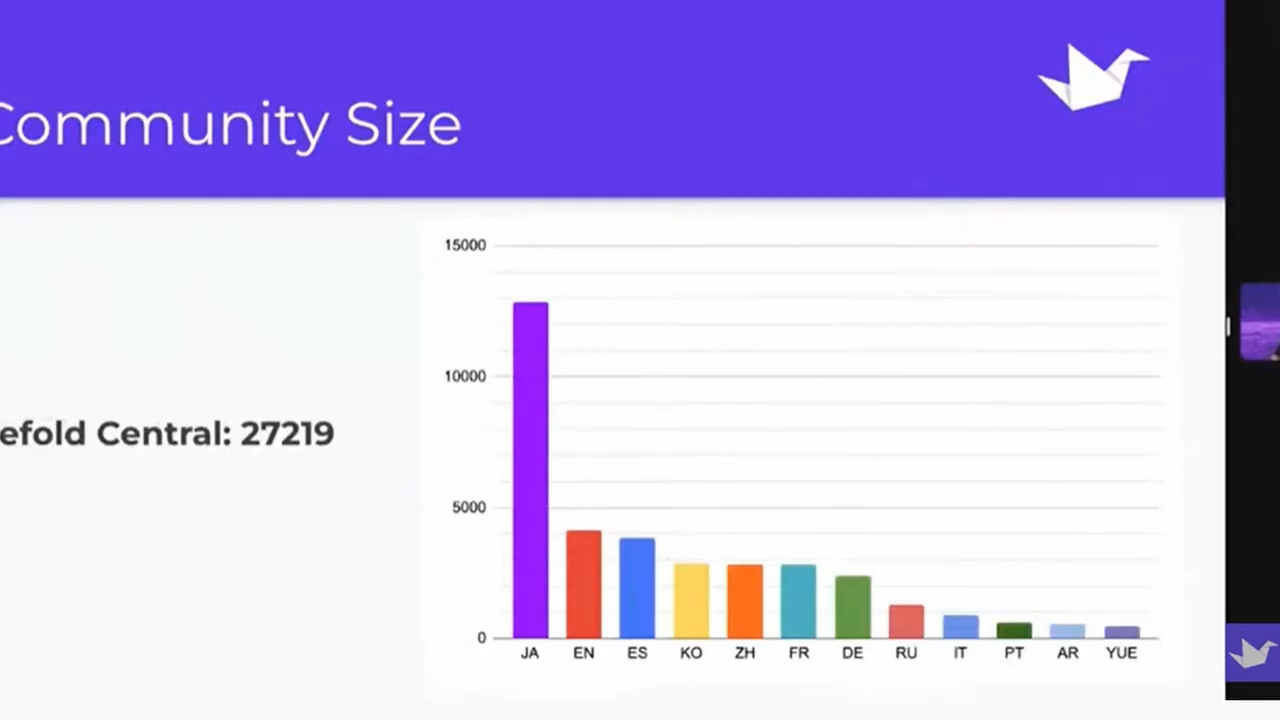 Community Size
efold Central: 27219
15000
10000
5000
0
JA EN ES KO ZH FR DE RU IT PT AR YUE